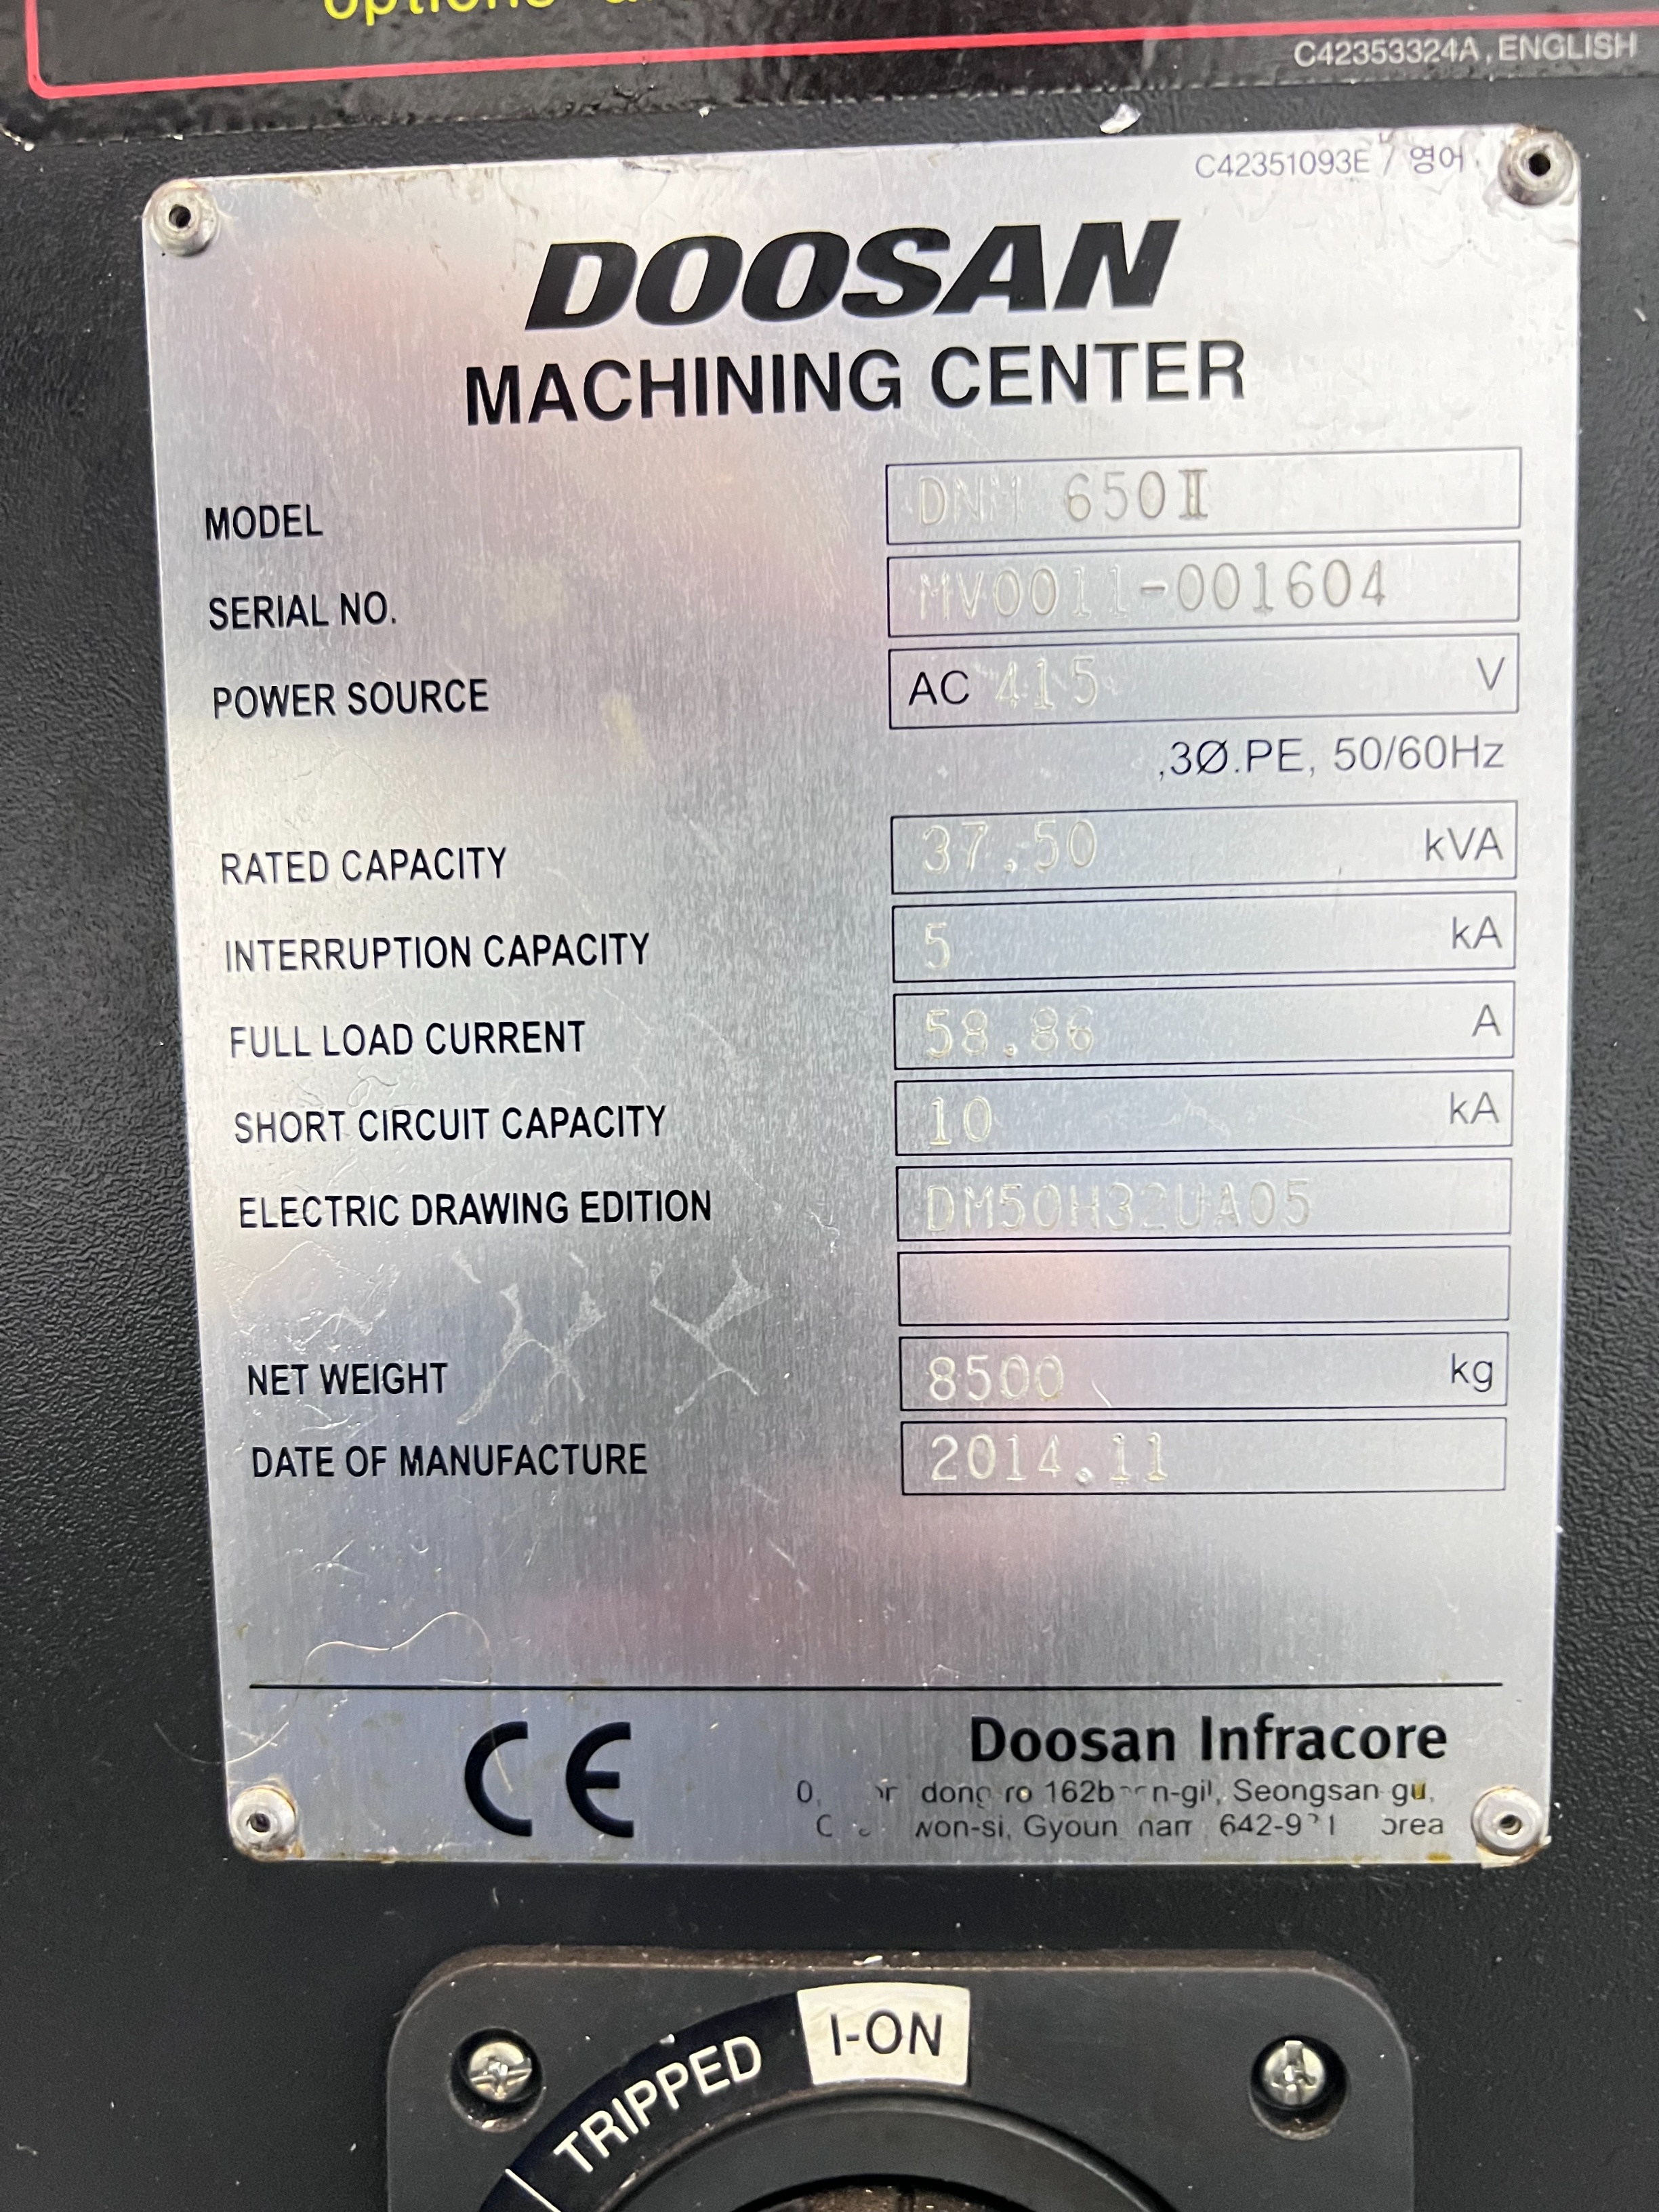 options
C42353324A, ENGLISH
C42351093E / 영어
DOOSAN
MACHINING CENTER
MODEL DNM 650Ⅱ
SERIAL NO. MV0011-001604
POWER SOURCE AC 415 V
,3Ø.PE, 50/60Hz
RATED CAPACITY 37.50 kVA
INTERRUPTION CAPACITY 5 kA
FULL LOAD CURRENT 58.86 A
SHORT CIRCUIT CAPACITY 10 kA
ELECTRIC DRAWING EDITION DM50H32UA05
NET WEIGHT 8500 kg
DATE OF MANUFACTURE 2014.11
CE
Doosan Infracore
Seongsan gu,
TRIPPED
I-ON